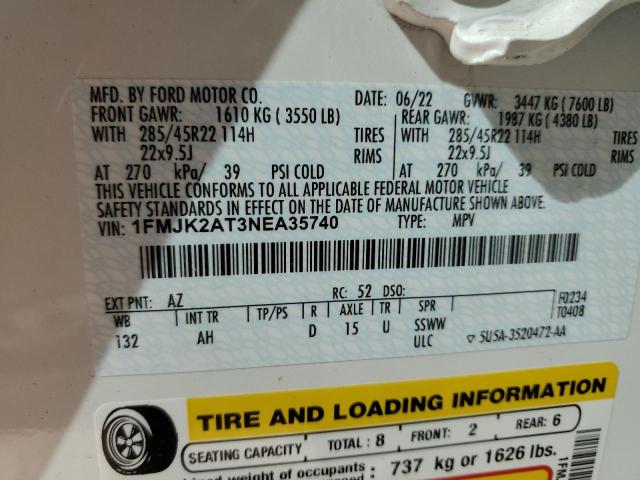 MFD. BY FORD MOTOR CO.
DATE: 06/22 GVWR: 3447 KG ( 7600 LB)
FRONT GAWR: 1610 KG ( 3550 LB)
REAR GAWR: 1987 KG ( 4380 LB)
WITH 285/45R22 114H TIRES
WITH 285/45R22 114H TIRES
22x9.5J RIMS
22x9.5J RIMS
AT 270 kPa/ 39 PSI COLD
AT 270 kPa/ 39 PSI COLD
THIS VEHICLE CONFORMS TO ALL APPLICABLE FEDERAL MOTOR VEHICLE
SAFETY STANDARDS IN EFFECT ON THE DATE OF MANUFACTURE SHOWN ABOVE.
VIN: 1FMJK2AT3NEA35740 TYPE: MPV
EXT PNT: AZ RC: 52 DSO:
F0234
T0408
WB INT TR TP/PS R AXLE TR SPR
132 AH D 15 U SSWW
ULC
5U5A-3520472-AA
TIRE AND LOADING INFORMATION
SEATING CAPACITY TOTAL : 8 FRONT: 2 REAR: 6
weight of occupants 737 kg or 1626 lbs.
1FM